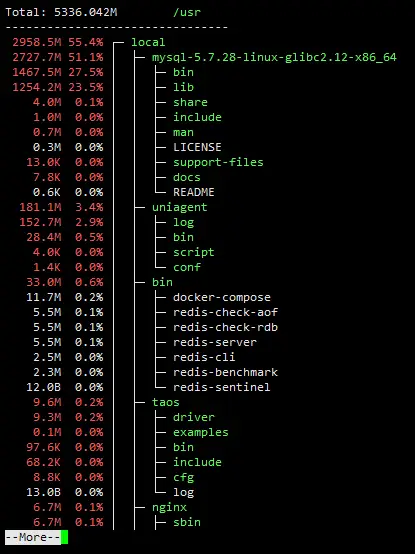 Total: 5336.042M /usr
------------------------------
2958.5M 55.4% ┌─ local
2727.7M 51.1% │ ├─ mysql-5.7.28-linux-glibc2.12-x86_64
1467.5M 27.5% │ │ ├─ bin
1254.2M 23.5% │ │ ├─ lib
4.0M 0.1% │ │ ├─ share
1.0M 0.0% │ │ ├─ include
0.7M 0.0% │ │ ├─ man
0.3M 0.0% │ │ ├─ LICENSE
13.0K 0.0% │ │ ├─ support-files
7.8K 0.0% │ │ ├─ docs
0.6K 0.0% │ │ └─ README
181.1M 3.4% │ ├─ uniagent
152.7M 2.9% │ │ ├─ log
28.4M 0.5% │ │ ├─ bin
4.0K 0.0% │ │ ├─ script
1.4K 0.0% │ │ └─ conf
33.0M 0.6% │ ├─ bin
11.7M 0.2% │ │ ├─ docker-compose
5.5M 0.1% │ │ ├─ redis-check-aof
5.5M 0.1% │ │ ├─ redis-check-rdb
5.5M 0.1% │ │ ├─ redis-server
2.5M 0.0% │ │ ├─ redis-cli
2.3M 0.0% │ │ ├─ redis-benchmark
12.0B 0.0% │ │ └─ redis-sentinel
9.6M 0.2% │ ├─ taos
9.3M 0.2% │ │ ├─ driver
0.1M 0.0% │ │ ├─ examples
97.6K 0.0% │ │ ├─ bin
68.2K 0.0% │ │ ├─ include
8.8K 0.0% │ │ ├─ cfg
13.0B 0.0% │ │ └─ log
6.7M 0.1% │ ├─ nginx
6.7M 0.1% │ │ ├─ sbin
--More--